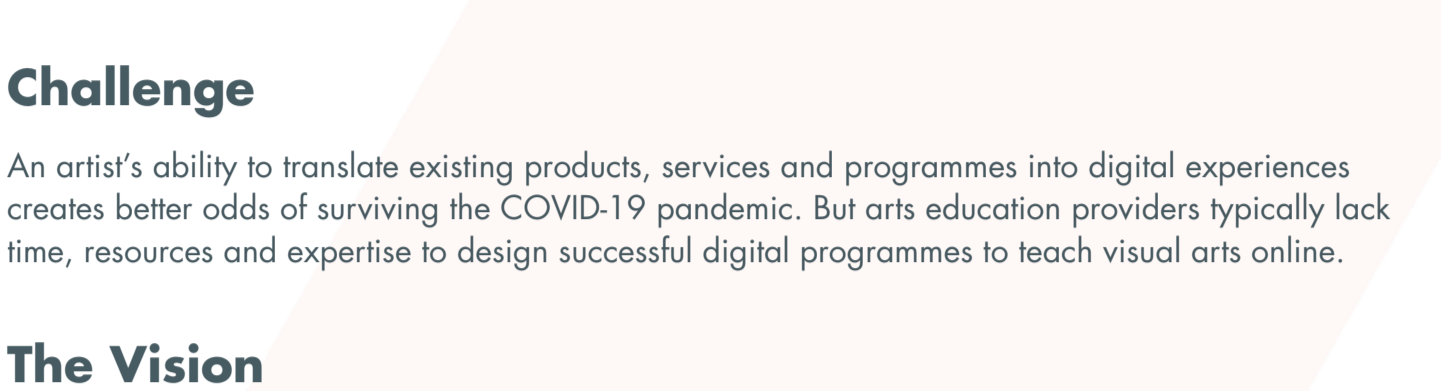 Challenge
An artist’s ability to translate existing products, services and programmes into digital experiences
creates better odds of surviving the COVID-19 pandemic. But arts education providers typically lack
time, resources and expertise to design successful digital programmes to teach visual arts online.
The Vision